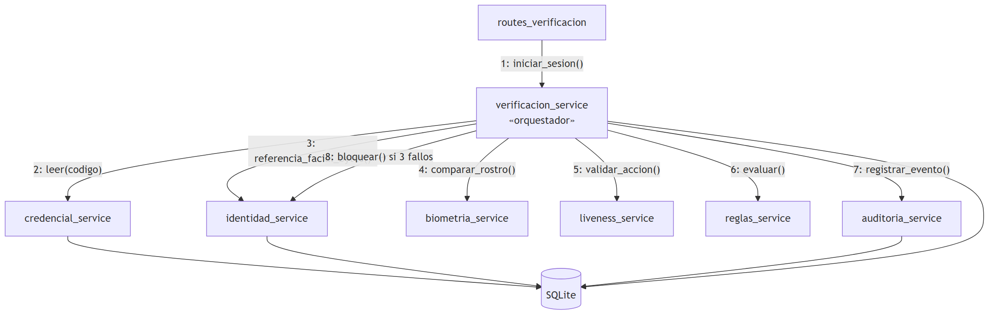 routes_verificacion
1: iniciar_sesion()
verificacion_service
«orquestador»
3:
referencia_facial_bytes()
8: bloquear() si 3 fallos
2: leer(codigo)
4: comparar_rostro()
5: validar_accion()
6: evaluar()
7: registrar_evento()
credencial_service
identidad_service
biometria_service
liveness_service
reglas_service
auditoria_service
SQLite